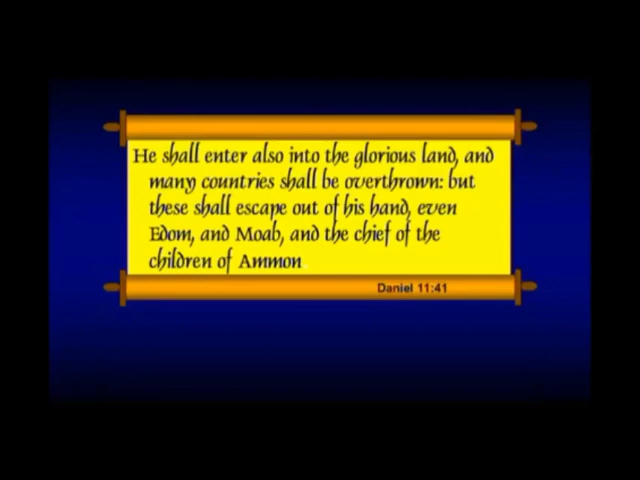 He shall enter also into the glorious land, and
many countries shall be overthrown: but
these shall escape out of his hand, even
Edom, and Moab, and the chief of the
children of Ammon
Daniel 11:41